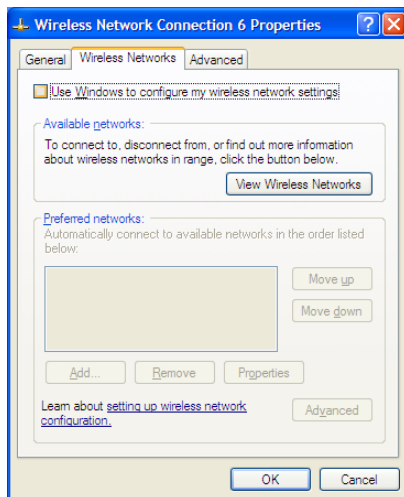 Wireless Network Connection 6 Properties
General Wireless Networks Advanced
Use Windows to configure my wireless network settings
Available networks:
To connect to, disconnect from, or find out more information
about wireless networks in range, click the button below.
View Wireless Networks
Preferred networks:
Automatically connect to available networks in the order listed
below:
Move up
Move down
Add... Remove Properties
Learn about setting up wireless network
configuration.
Advanced
OK Cancel